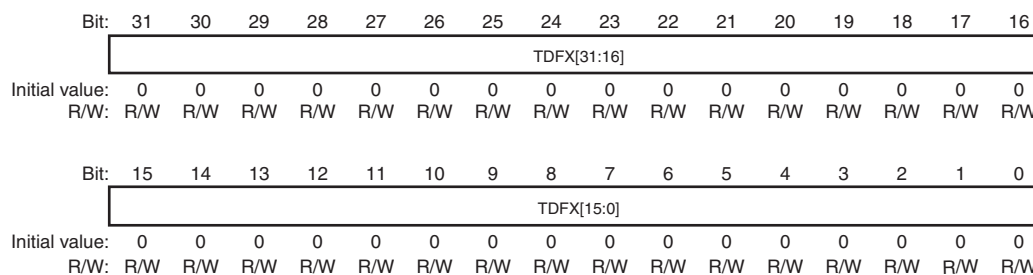 Bit: 31 30 29 28 27 26 25 24 23 22 21 20 19 18 17 16
TDFX[31:16]
Initial value: 0 0 0 0 0 0 0 0 0 0 0 0 0 0 0 0
R/W: R/W R/W R/W R/W R/W R/W R/W R/W R/W R/W R/W R/W R/W R/W R/W R/W
Bit: 15 14 13 12 11 10 9 8 7 6 5 4 3 2 1 0
TDFX[15:0]
Initial value: 0 0 0 0 0 0 0 0 0 0 0 0 0 0 0 0
R/W: R/W R/W R/W R/W R/W R/W R/W R/W R/W R/W R/W R/W R/W R/W R/W R/W